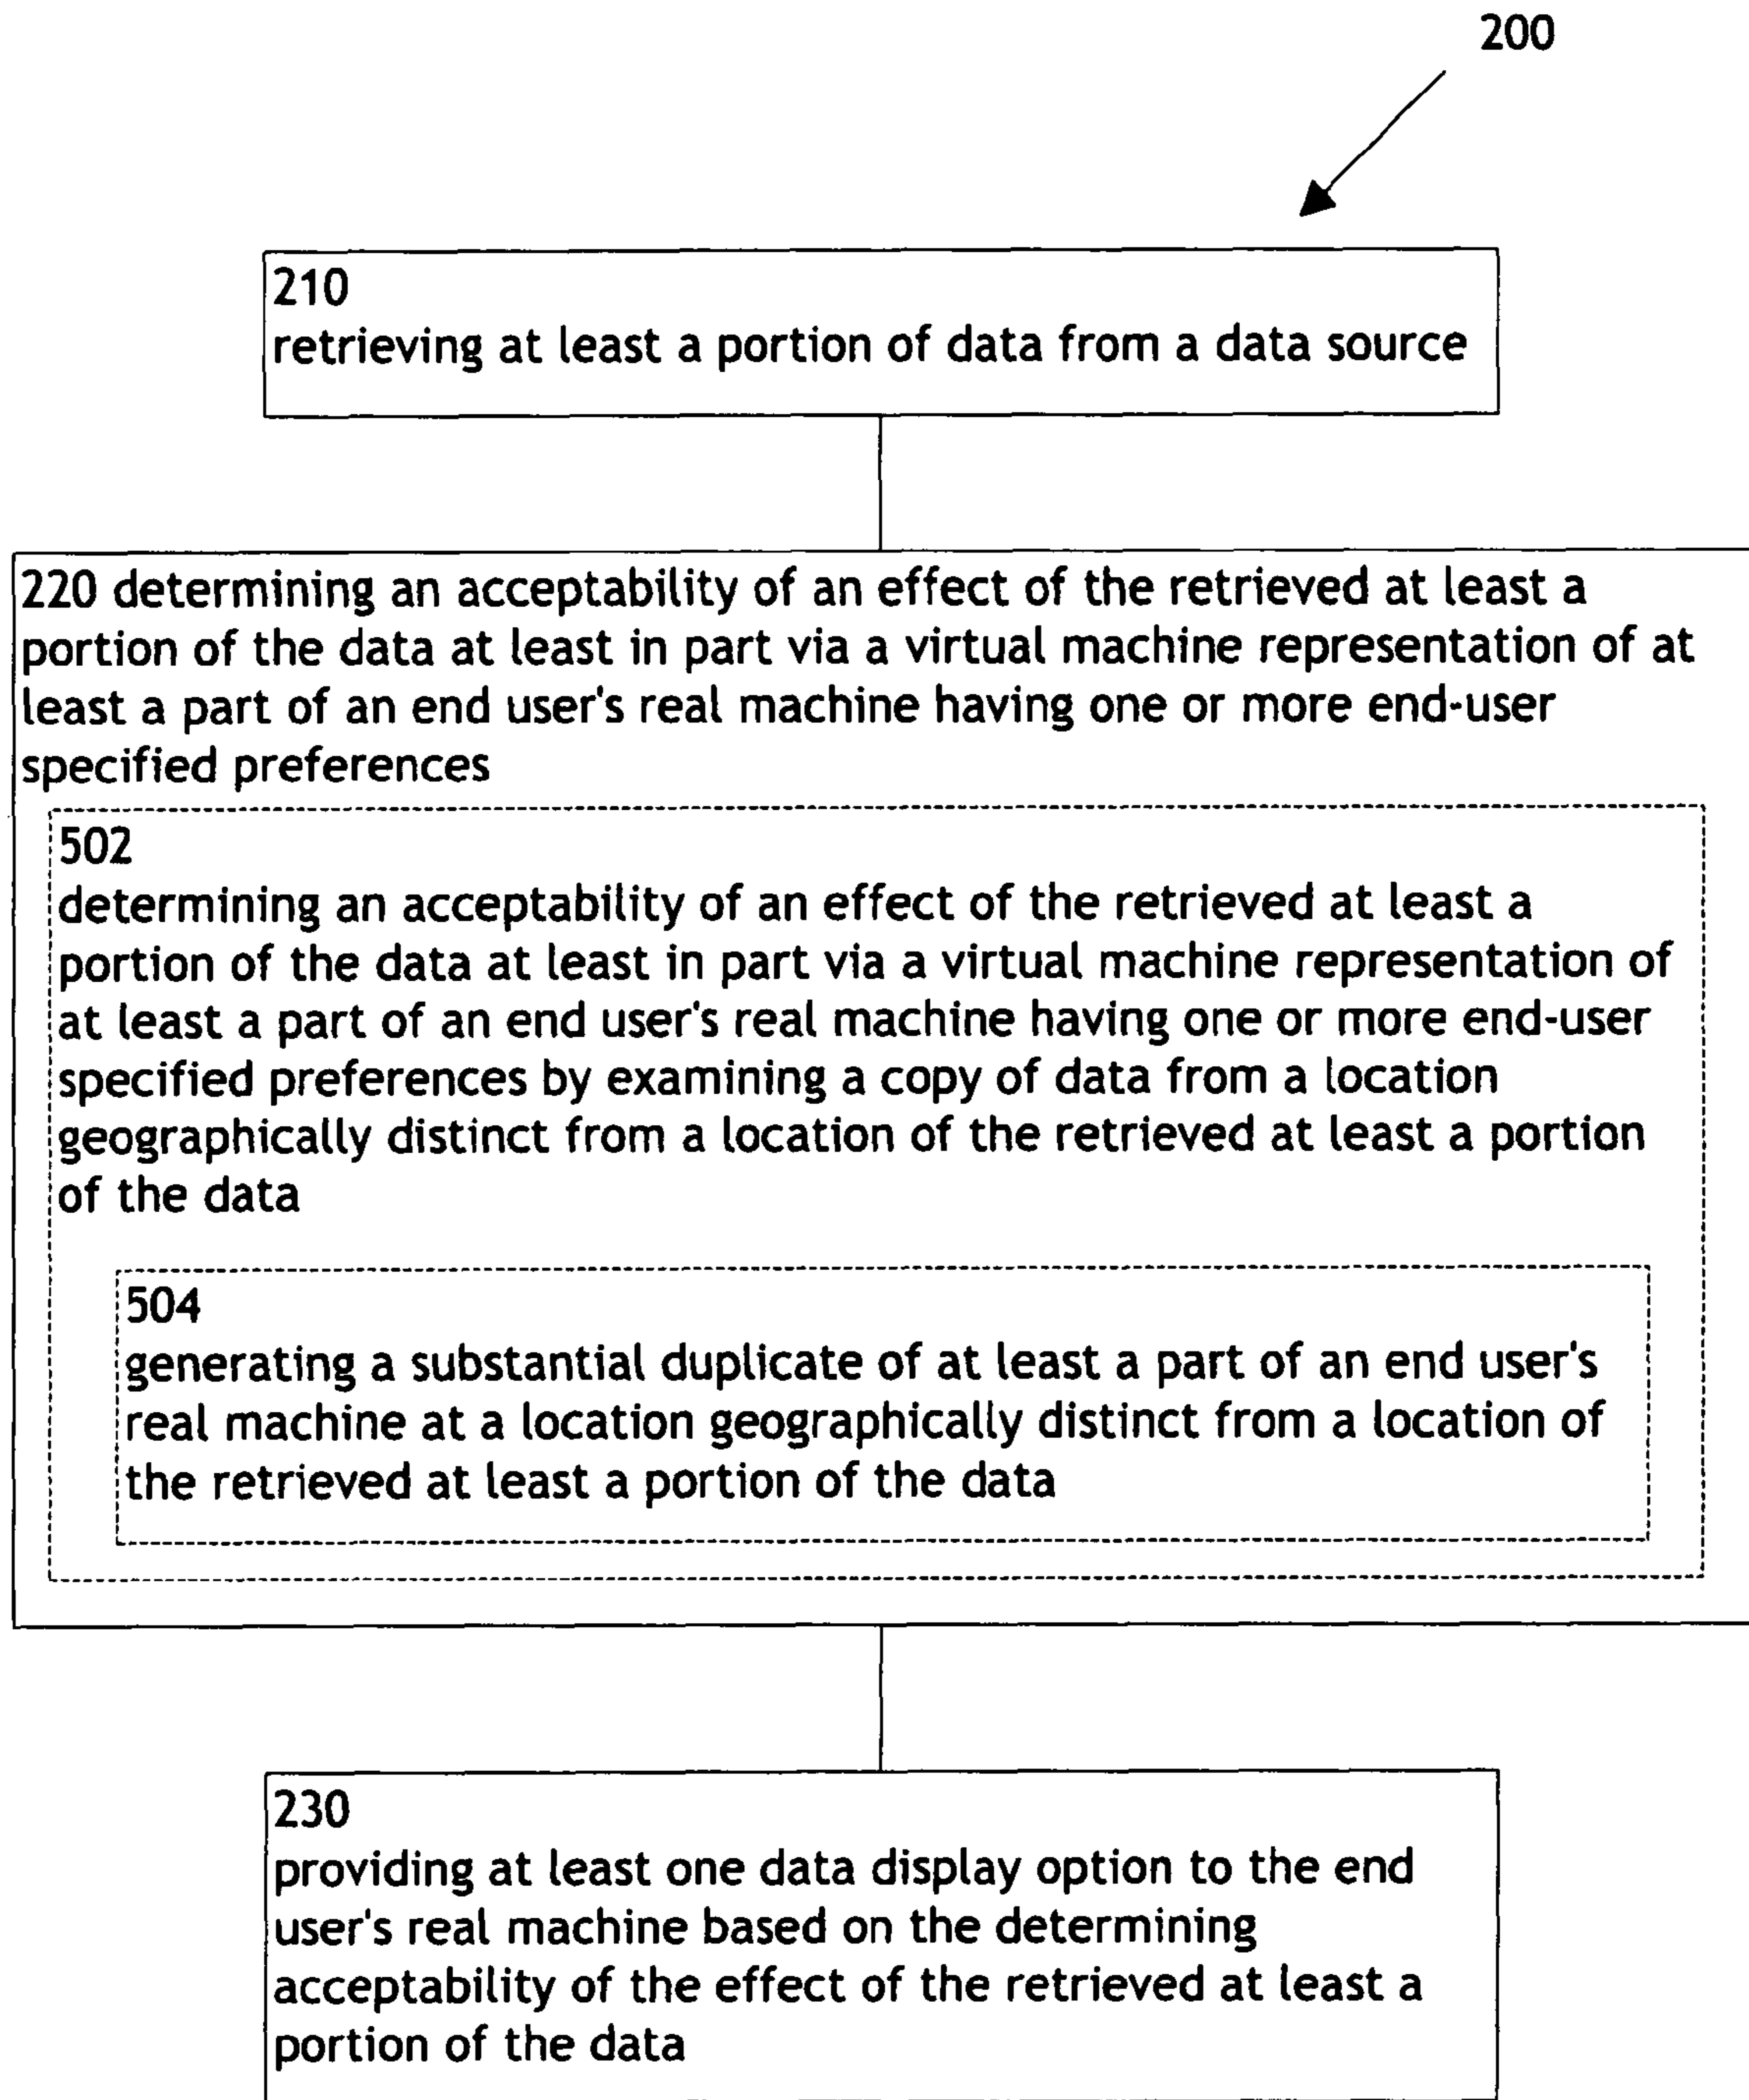 200
210
retrieving at least a portion of data from a data source
220 determining an acceptability of an effect of the retrieved at least a
portion of the data at least in part via a virtual machine representation of at
least a part of an end user's real machine having one or more end-user
specified preferences
502
determining an acceptability of an effect of the retrieved at least a
portion of the data at least in part via a virtual machine representation of
at least a part of an end user's real machine having one or more end-user
specified preferences by examining a copy of data from a location
geographically distinct from a location of the retrieved at least a portion
of the data
504
generating a substantial duplicate of at least a part of an end user's
real machine at a location geographically distinct from a location of
the retrieved at least a portion of the data
230
providing at least one data display option to the end
user's real machine based on the determining
acceptability of the effect of the retrieved at least a
portion of the data